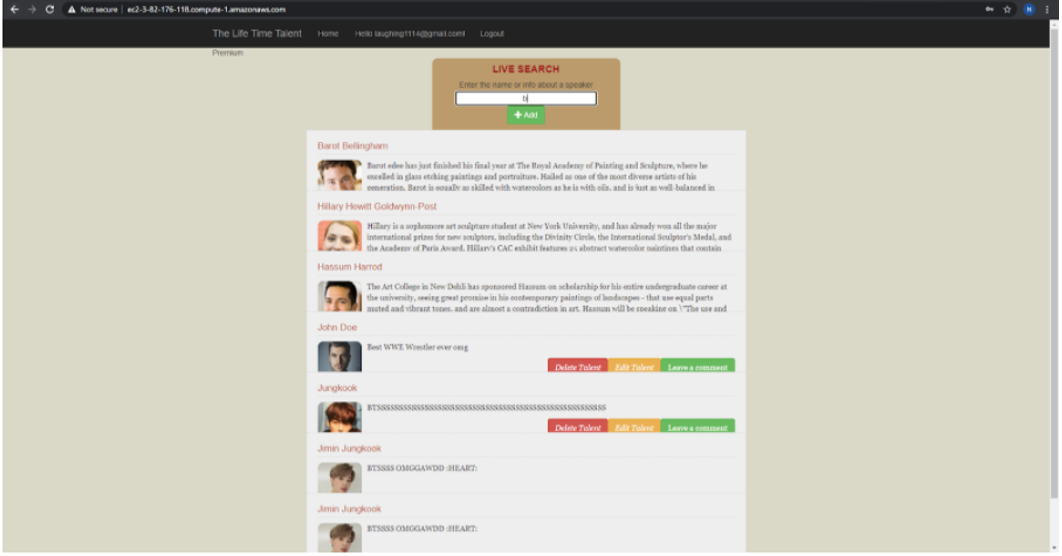 Not secure | ec2-3-82-176-118.compute-1.amazonaws.com
N
The Life Time Talent Home Hello laughing1114@gmail.com! Logout
Premium
LIVE SEARCH
Enter the name or info about a speaker
b
+ Add
Barot Bellingham
Barot edee has just finished his final year at The Royal Academy of Painting and Sculpture, where he
excelled in glass etching paintings and portraiture. Hailed as one of the most diverse artists of his
generation, Barot is equally as skilled with watercolors as he is with oils, and is just as well-balanced in
Hillary Hewitt Goldwynn-Post
Hillary is a sophomore art sculpture student at New York University, and has already won all the major
international prizes for new sculptors, including the Divinity Circle, the International Sculptor's Medal, and
the Academy of Paris Award. Hillary's CAC exhibit features 25 abstract watercolor paintings that contain
Hassum Harrod
The Art College in New Dehli has sponsored Hassum on scholarship for his entire undergraduate career at
the university, seeing great promise in his contemporary paintings of landscapes - that use equal parts
muted and vibrant tones, and are almost a contradiction in art. Hassum will be speaking on \"The use and
John Doe
Best WWE Wrestler ever omg
Delete Talent Edit Talent Leave a comment
Jungkook
Delete Talent Edit Talent Leave a comment
Jimin Jungkook
BTSSSS OMGGAWDD :HEART:
Jimin Jungkook
BTSSSS OMGGAWDD :HEART: